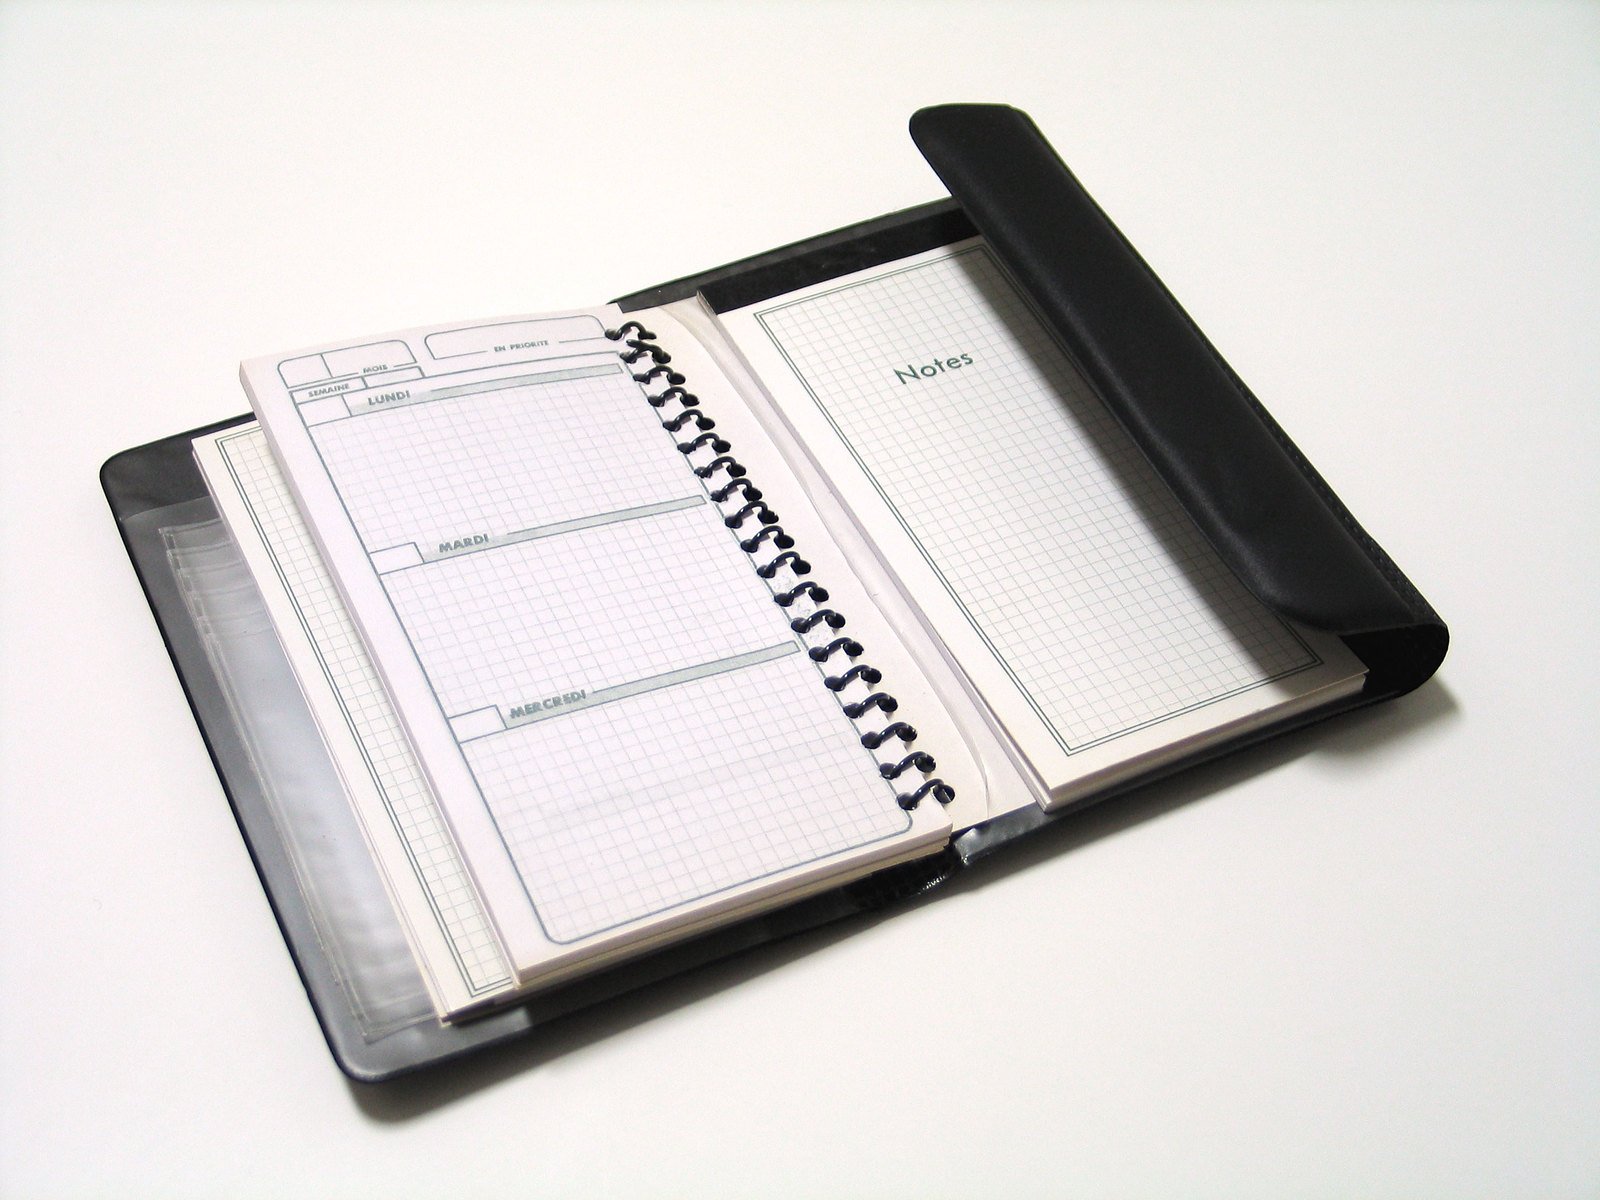 EN PRIORITE
MOIS
SEMAINE
LUNDI
MARDI
MERCREDI
Notes